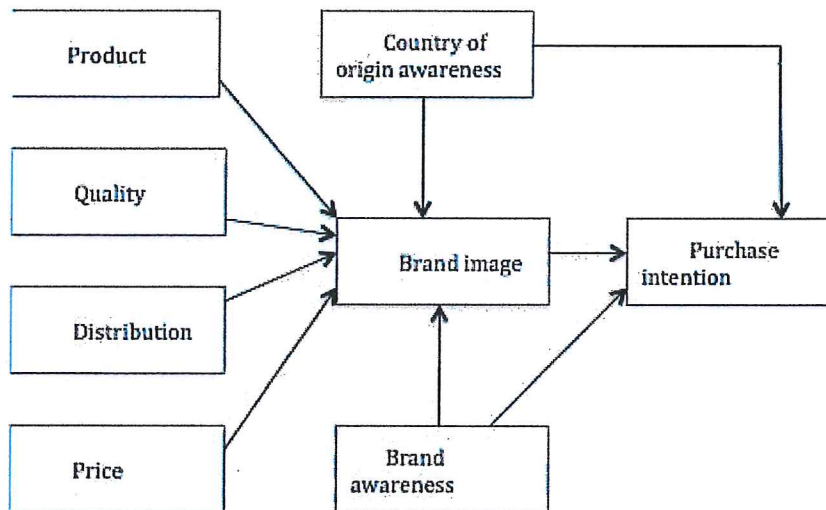 Product
Country of
origin awareness
Quality
Brand image
Purchase
intention
Distribution
Price
Brand
awareness